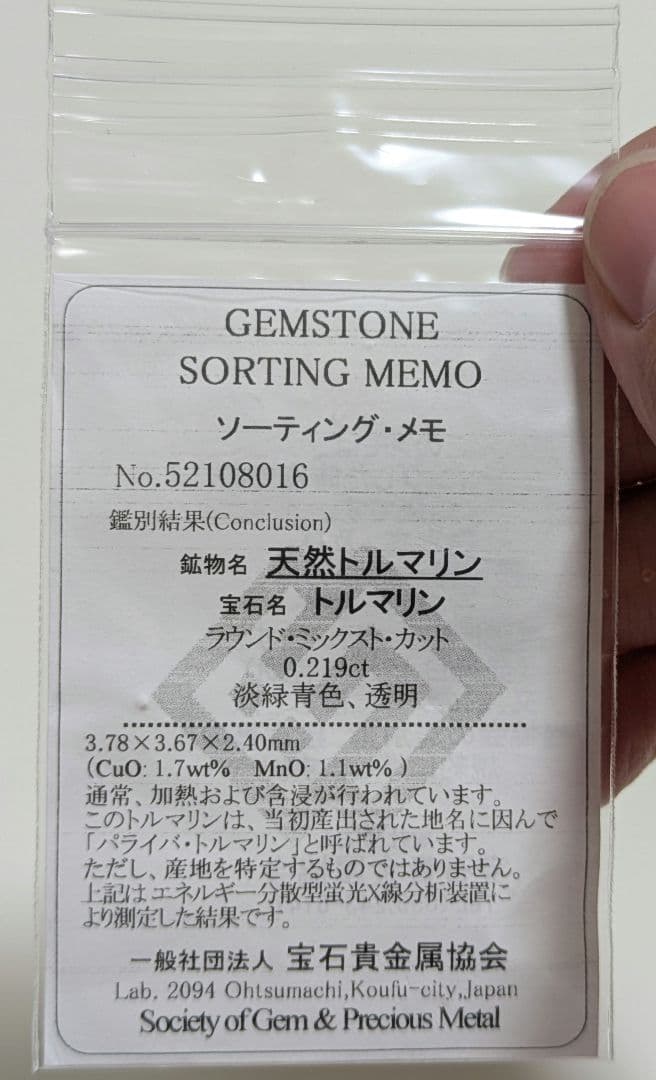 GEMSTONE
SORTING MEMO
ソーティング・メモ
No.52108016
鑑別結果(Conclusion)
鉱物名 天然トルマリン
宝石名 トルマリン
ラウンド・ミックスト・カット
0.219ct
淡緑青色、透明
3.78×3.67×2.40mm
(CuO: 1.7wt% MnO: 1.1wt% )
通常、加熱および含浸が行われています。
このトルマリンは、当初産出された地名に因んで
「パライバ・トルマリン」と呼ばれています。
ただし、産地を特定するものではありません。
上記は エネルギー分散型蛍光X線分析装置に
より測定した結果です。
一般社団法人 宝石貴金属協会
Lab. 2094 Ohtsumachi,Koufu-city,Japan
Society of Gem & Precious Metal